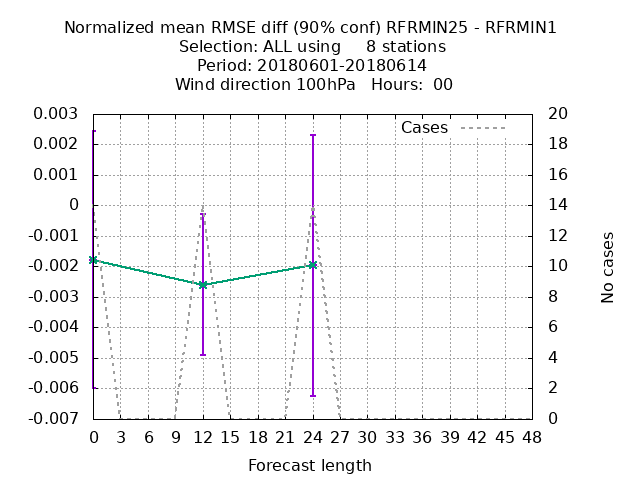 Normalized mean RMSE diff (90% conf) RFRMIN25 - RFRMIN1
Selection: ALL using     8 stations
Period: 20180601-20180614
Wind direction 100hPa   Hours:  00
Cases
0.003
0.002
0.001
0
-0.001
-0.002
-0.003
-0.004
-0.005
-0.006
-0.007
20
18
16
14
12
10
8
6
4
2
0
No cases
0 3 6 9 12 15 18 21 24 27 30 33 36 39 42 45 48
Forecast length